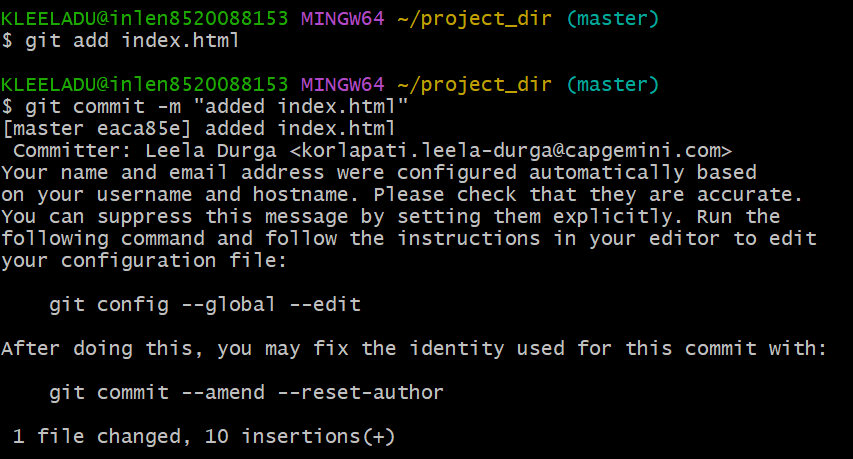 KLEELADU@inlen8520088153 MINGW64 ~/project_dir (master)
$ git add index.html
KLEELADU@inlen8520088153 MINGW64 ~/project_dir (master)
$ git commit -m "added index.html"
[master eaca85e] added index.html
 Committer: Leela Durga <korlapati.leela-durga@capgemini.com>
Your name and email address were configured automatically based
on your username and hostname. Please check that they are accurate.
You can suppress this message by setting them explicitly. Run the
following command and follow the instructions in your editor to edit
your configuration file:
    git config --global --edit
After doing this, you may fix the identity used for this commit with:
    git commit --amend --reset-author
 1 file changed, 10 insertions(+)